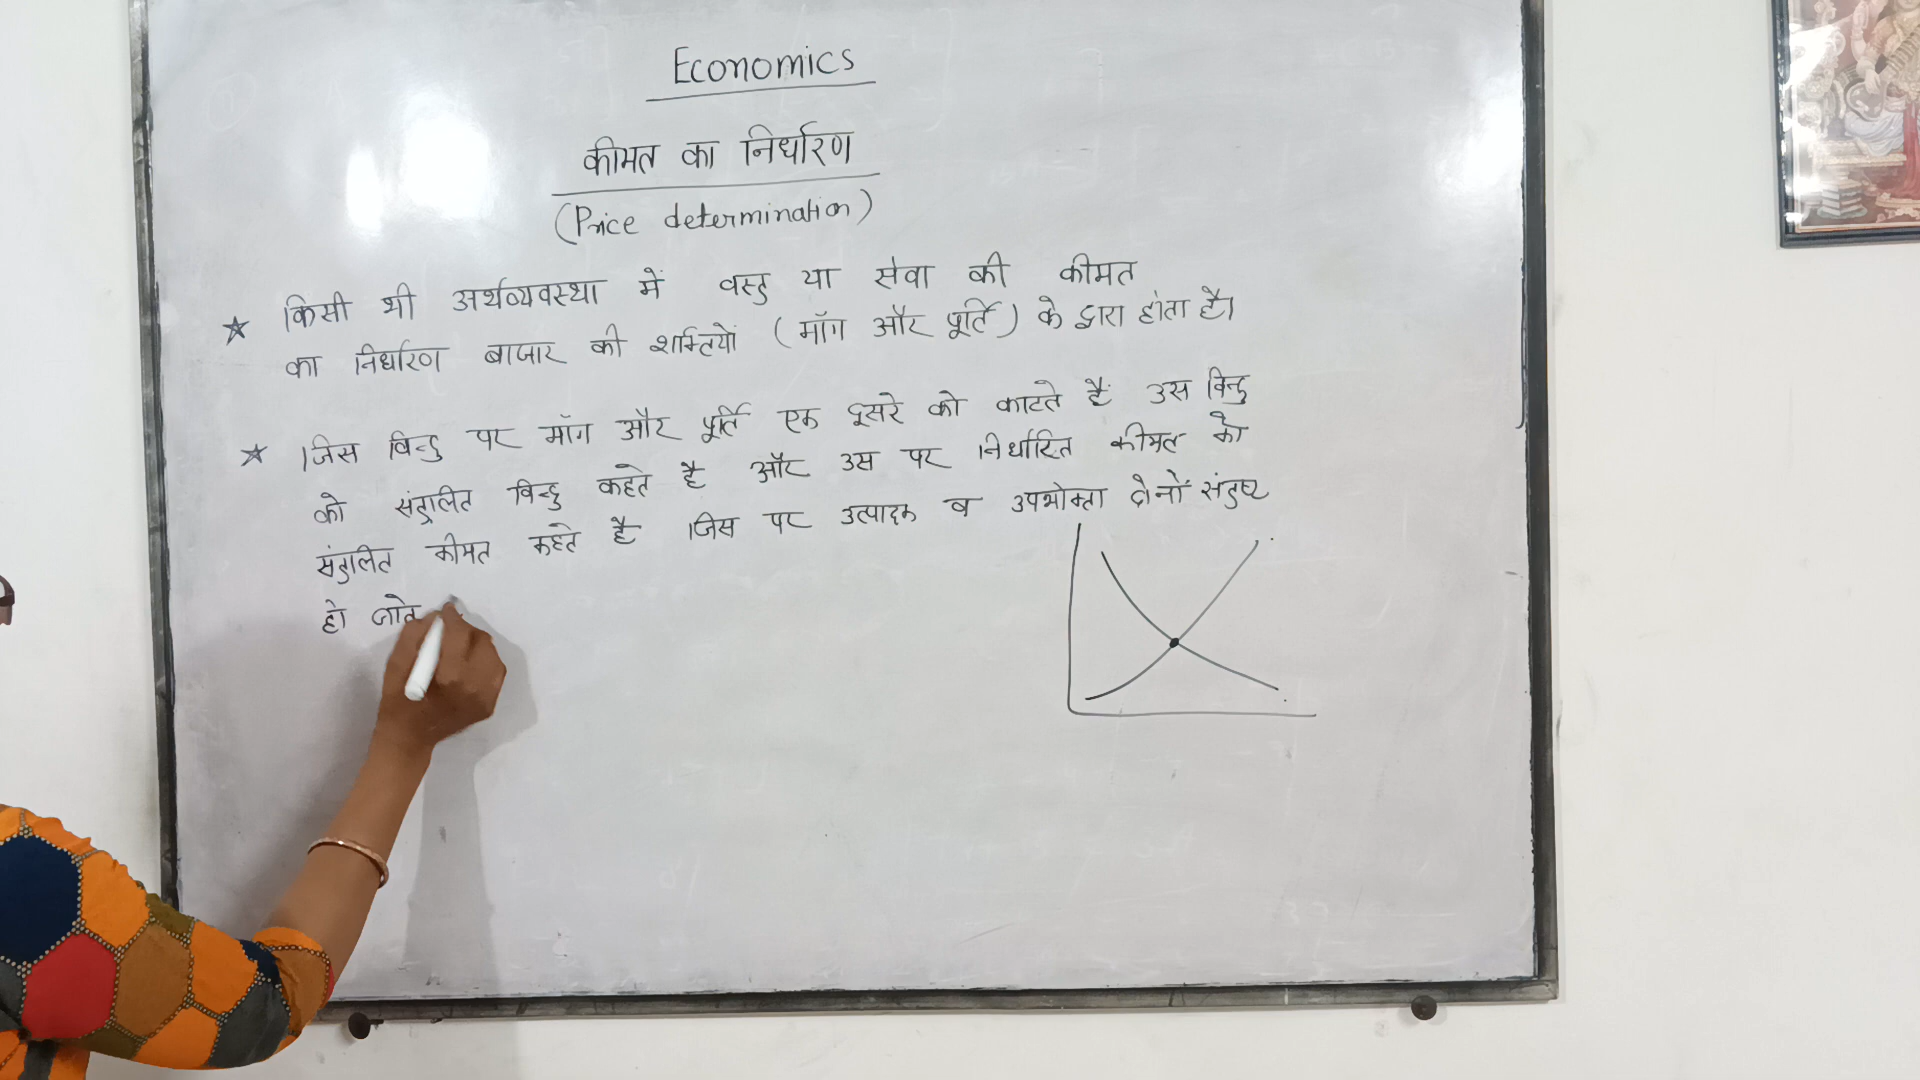 Economics
कीमत का निर्धारण
(Price determination)
★ किसी भी अर्थव्यवस्था में वस्तु या सेवा की कीमत
का निर्धारण बाजार की शक्तियों (माँग और पूर्ति) के द्वारा होता है।
★ जिस बिन्दु पर माँग और पूर्ति एक दूसरे को काटते है उस बिन्दु
को संतुलित बिन्दु कहते है और उस पर निर्धारित कीमत को
संतुलित कीमत कहते है जिस पर उत्पादक व उपभोक्ता दोनों संतुष्ट
हो जाते